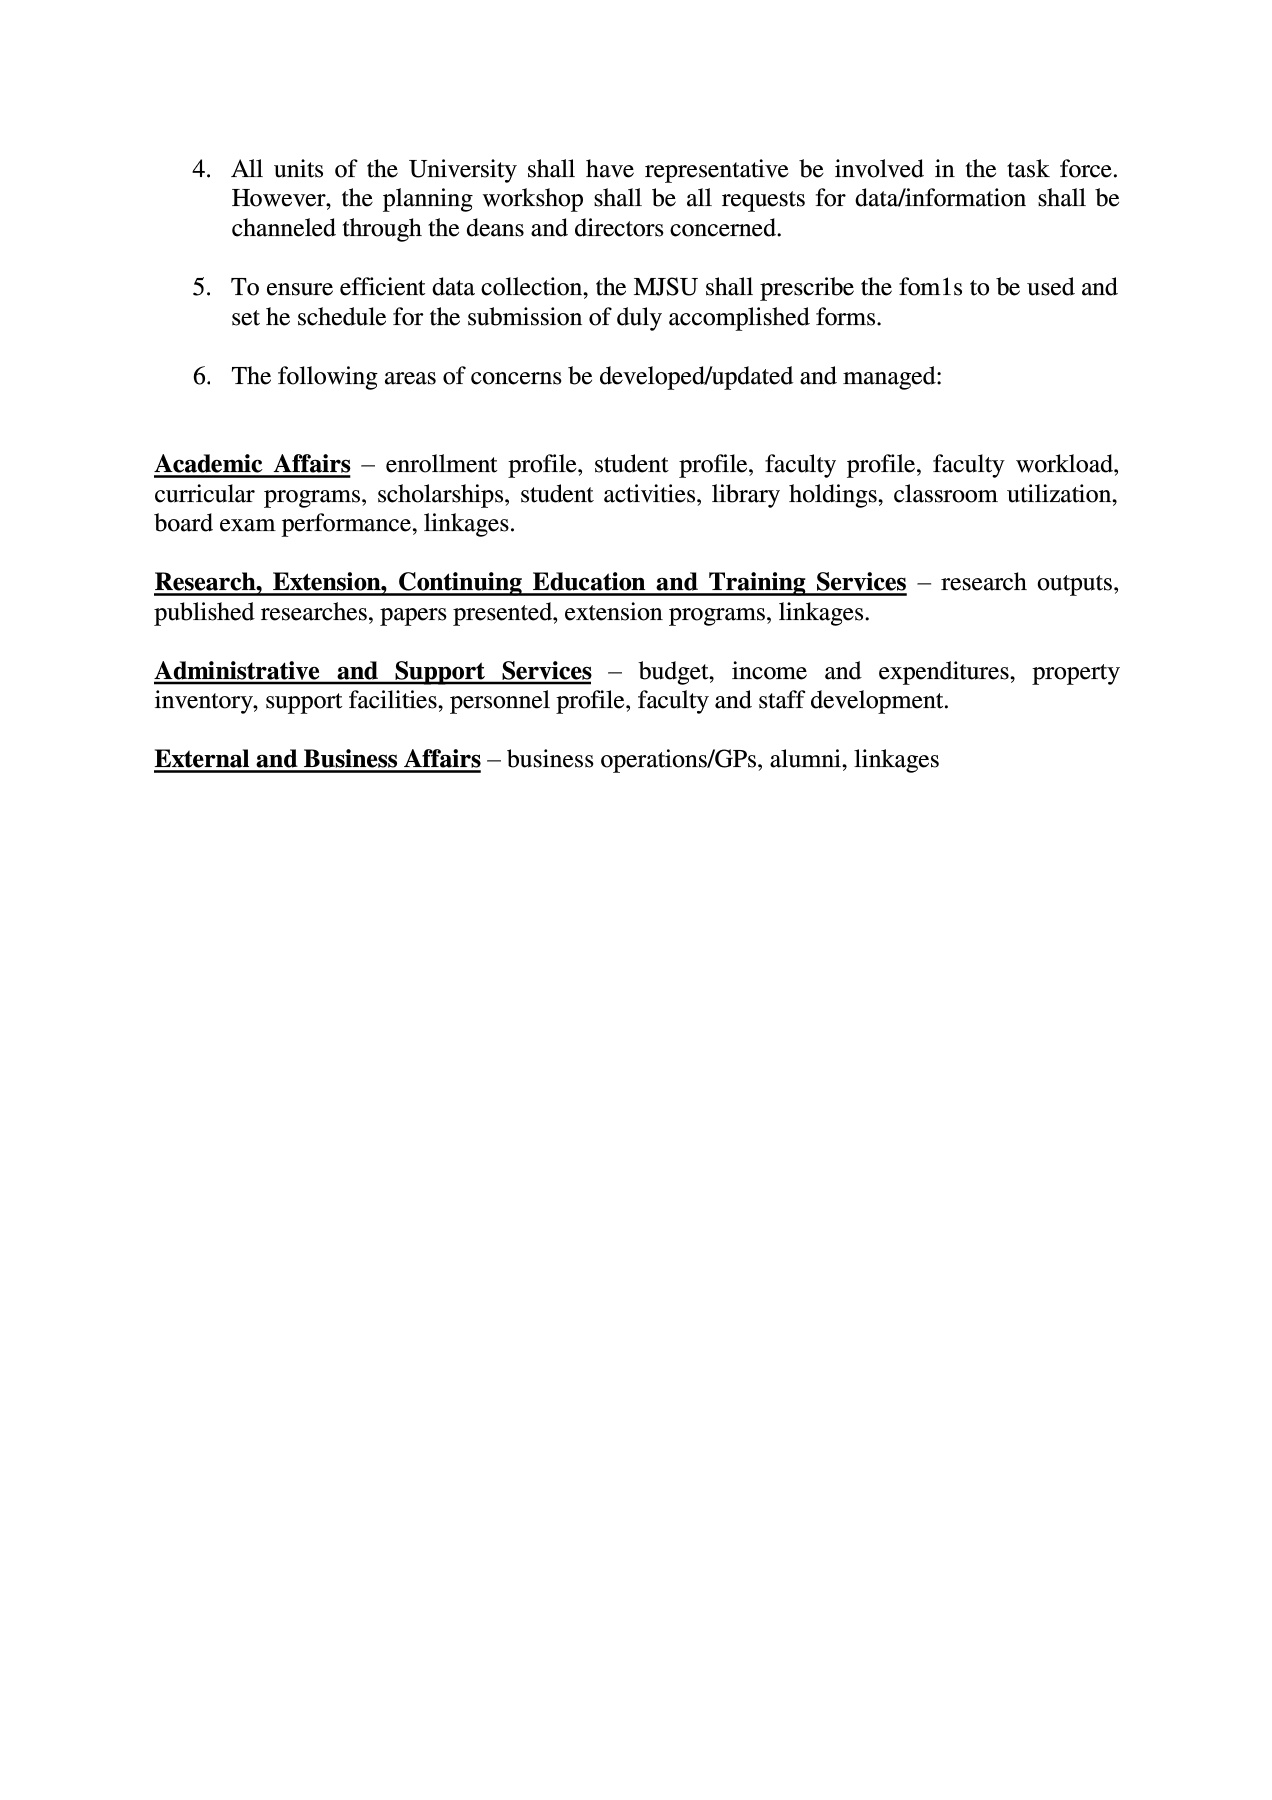 4. All units of the University shall have representative be involved in the task force.
However, the planning workshop shall be all requests for data/information shall be
channeled through the deans and directors concerned.
5. To ensure efficient data collection, the MJSU shall prescribe the fom1s to be used and
set he schedule for the submission of duly accomplished forms.
6. The following areas of concerns be developed/updated and managed:
Academic Affairs – enrollment profile, student profile, faculty profile, faculty workload,
curricular programs, scholarships, student activities, library holdings, classroom utilization,
board exam performance, linkages.
Research, Extension, Continuing Education and Training Services – research outputs,
published researches, papers presented, extension programs, linkages.
Administrative and Support Services – budget, income and expenditures, property
inventory, support facilities, personnel profile, faculty and staff development.
External and Business Affairs – business operations/GPs, alumni, linkages